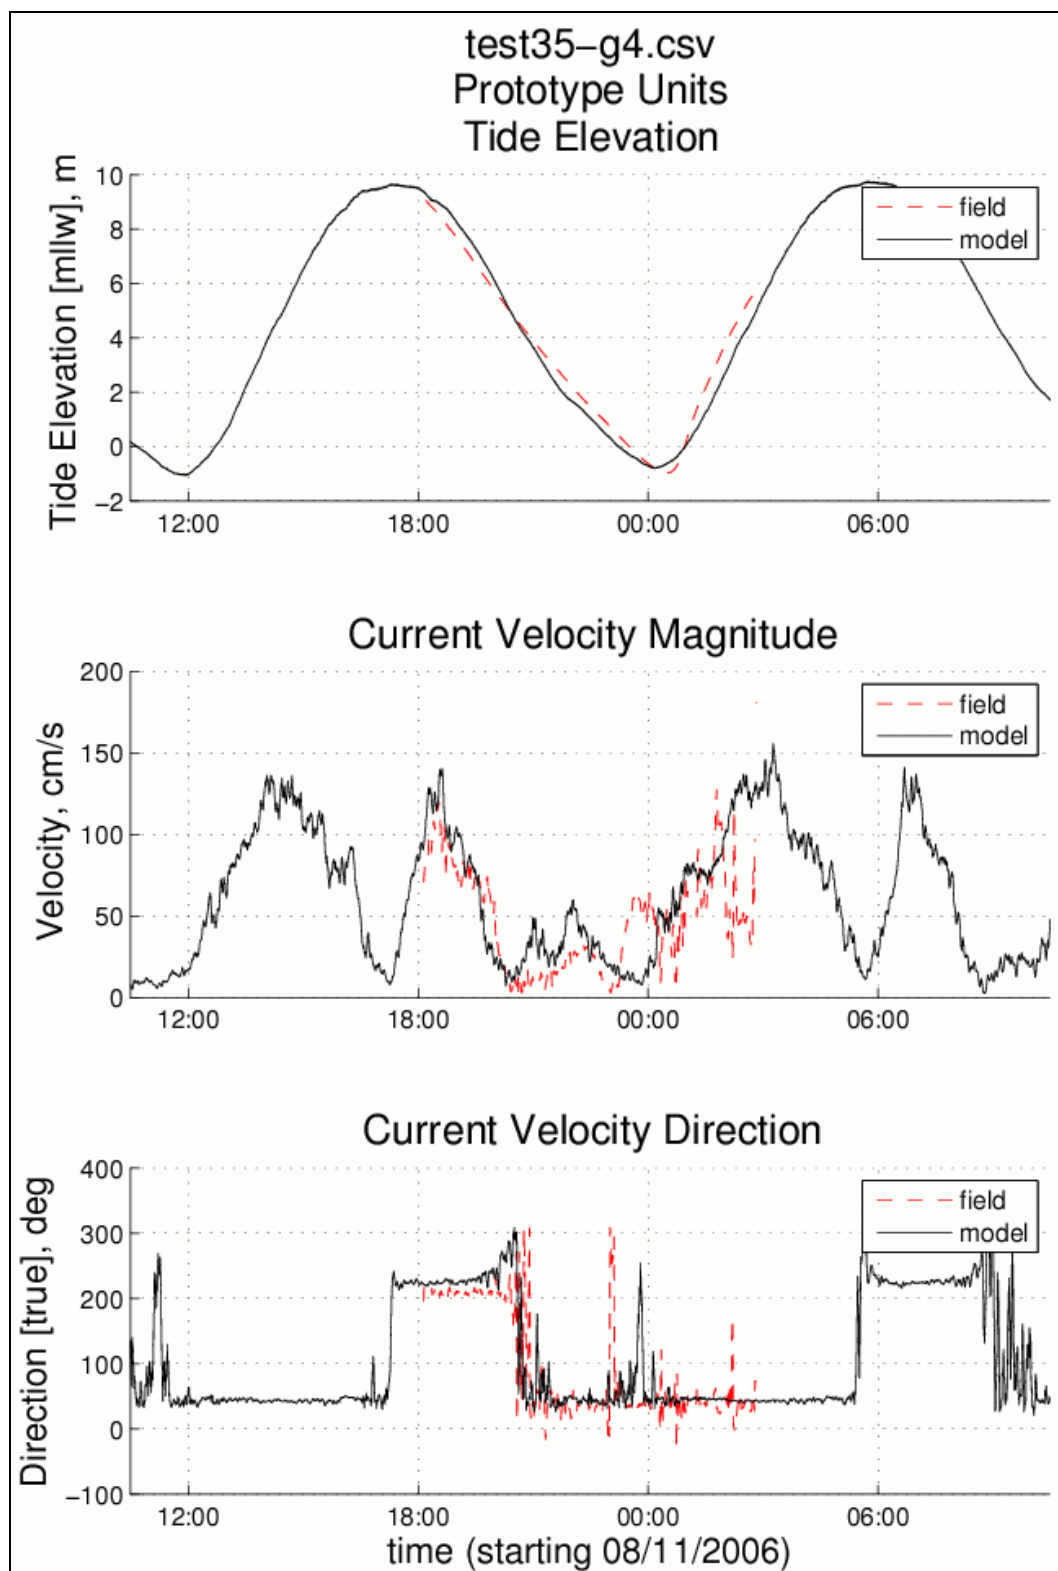 test35-g4.csv
Prototype Units
Tide Elevation
Tide Elevation [mllw], m
10
8
6
4
2
0
−2
field
model
12:00 18:00 00:00 06:00
Current Velocity Magnitude
Velocity, cm/s
200
150
100
50
0
field
model
12:00 18:00 00:00 06:00
Current Velocity Direction
Direction [true], deg
400
300
200
100
0
−100
field
model
12:00 18:00 00:00 06:00
time (starting 08/11/2006)